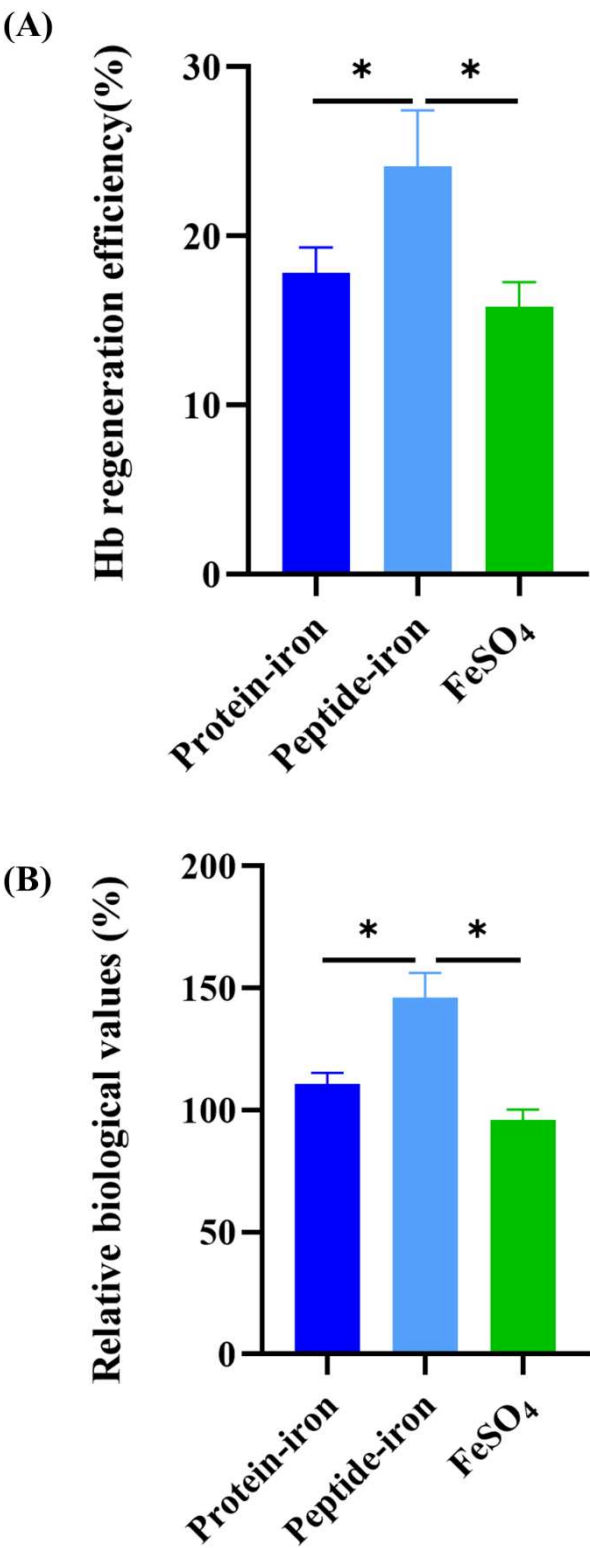 (A)
Hb regeneration efficiency(%)
30
20
10
0
* *
Protein-iron
Peptide-iron
FeSO₄
(B)
Relative biological values (%)
200
150
100
50
0
* *
Protein-iron
Peptide-iron
FeSO₄